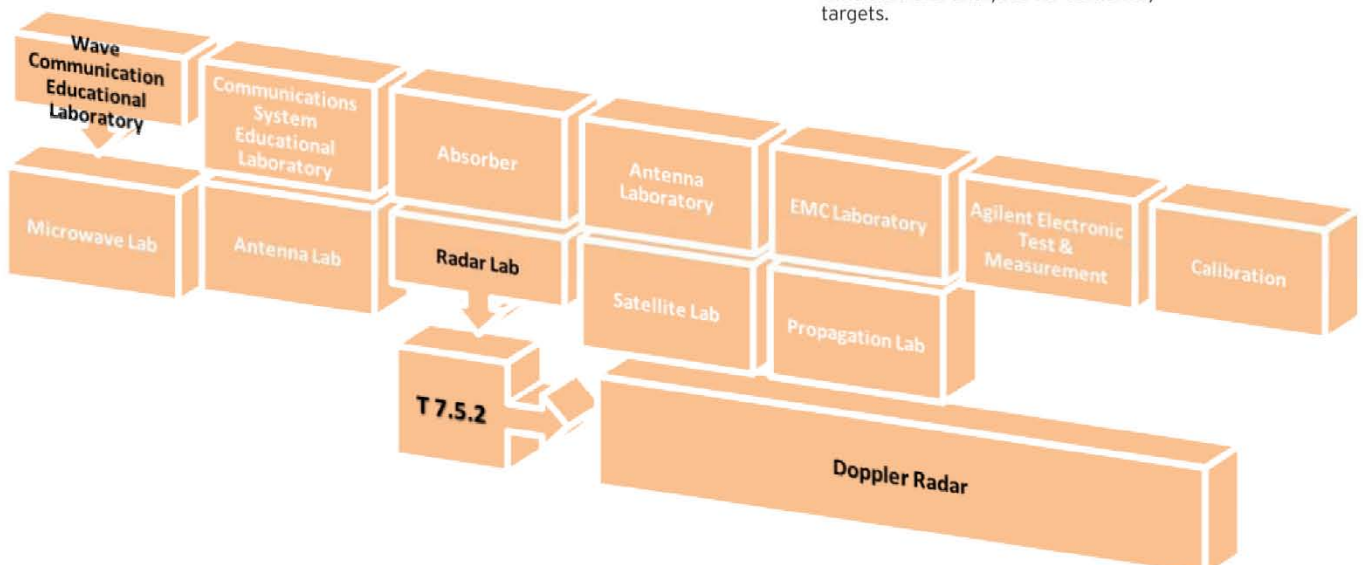 targets.
Wave
Communication
Educational
Laboratory
Communications
System
Educational
Laboratory
Absorber
Antenna
Laboratory
EMC Laboratory
Agilent Electronic
Test &
Measurement
Calibration
Microwave Lab
Antenna Lab
Radar Lab
Satellite Lab
Propagation Lab
T 7.5.2
Doppler Radar